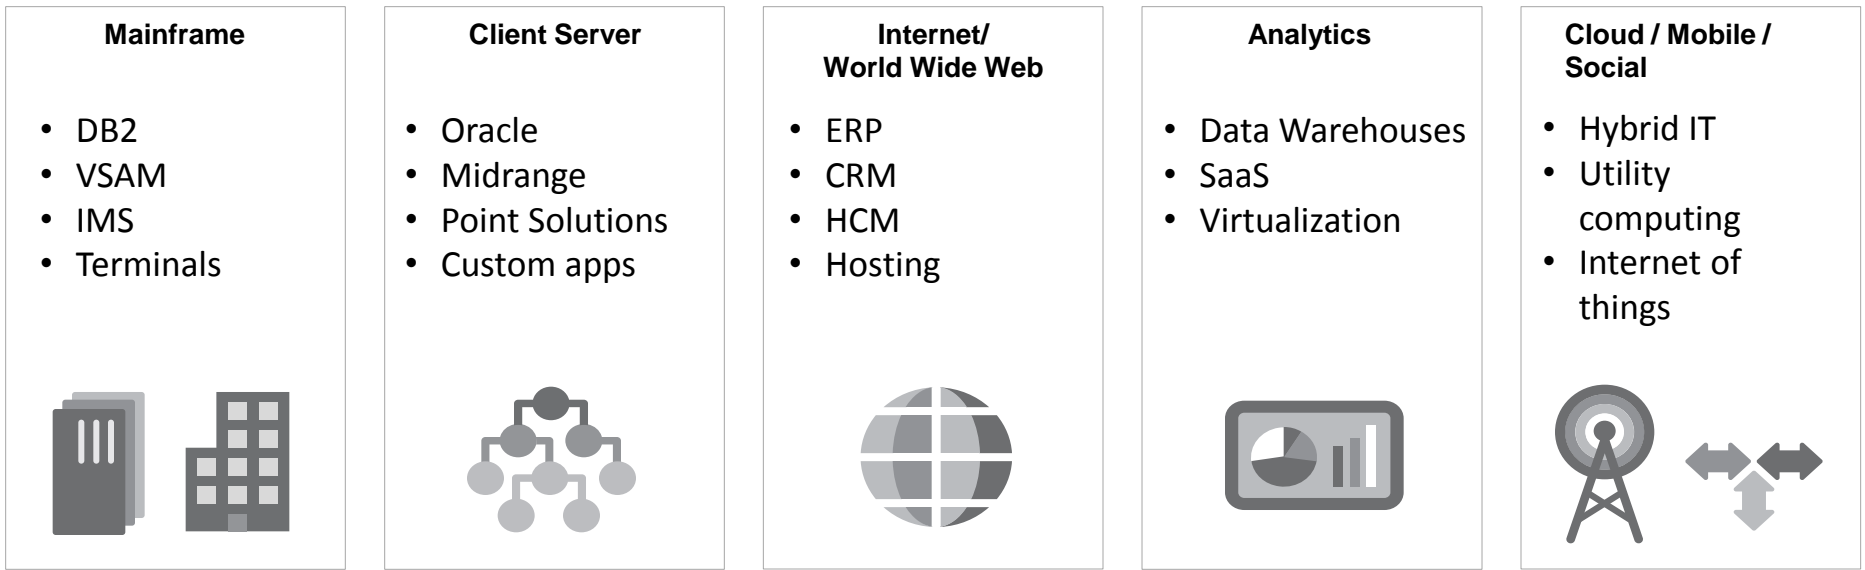 Mainframe
• DB2
• VSAM
• IMS
• Terminals
Client Server
• Oracle
• Midrange
• Point Solutions
• Custom apps
Internet/
World Wide Web
• ERP
• CRM
• HCM
• Hosting
Analytics
• Data Warehouses
• SaaS
• Virtualization
Cloud / Mobile /
Social
• Hybrid IT
• Utility
computing
• Internet of
things